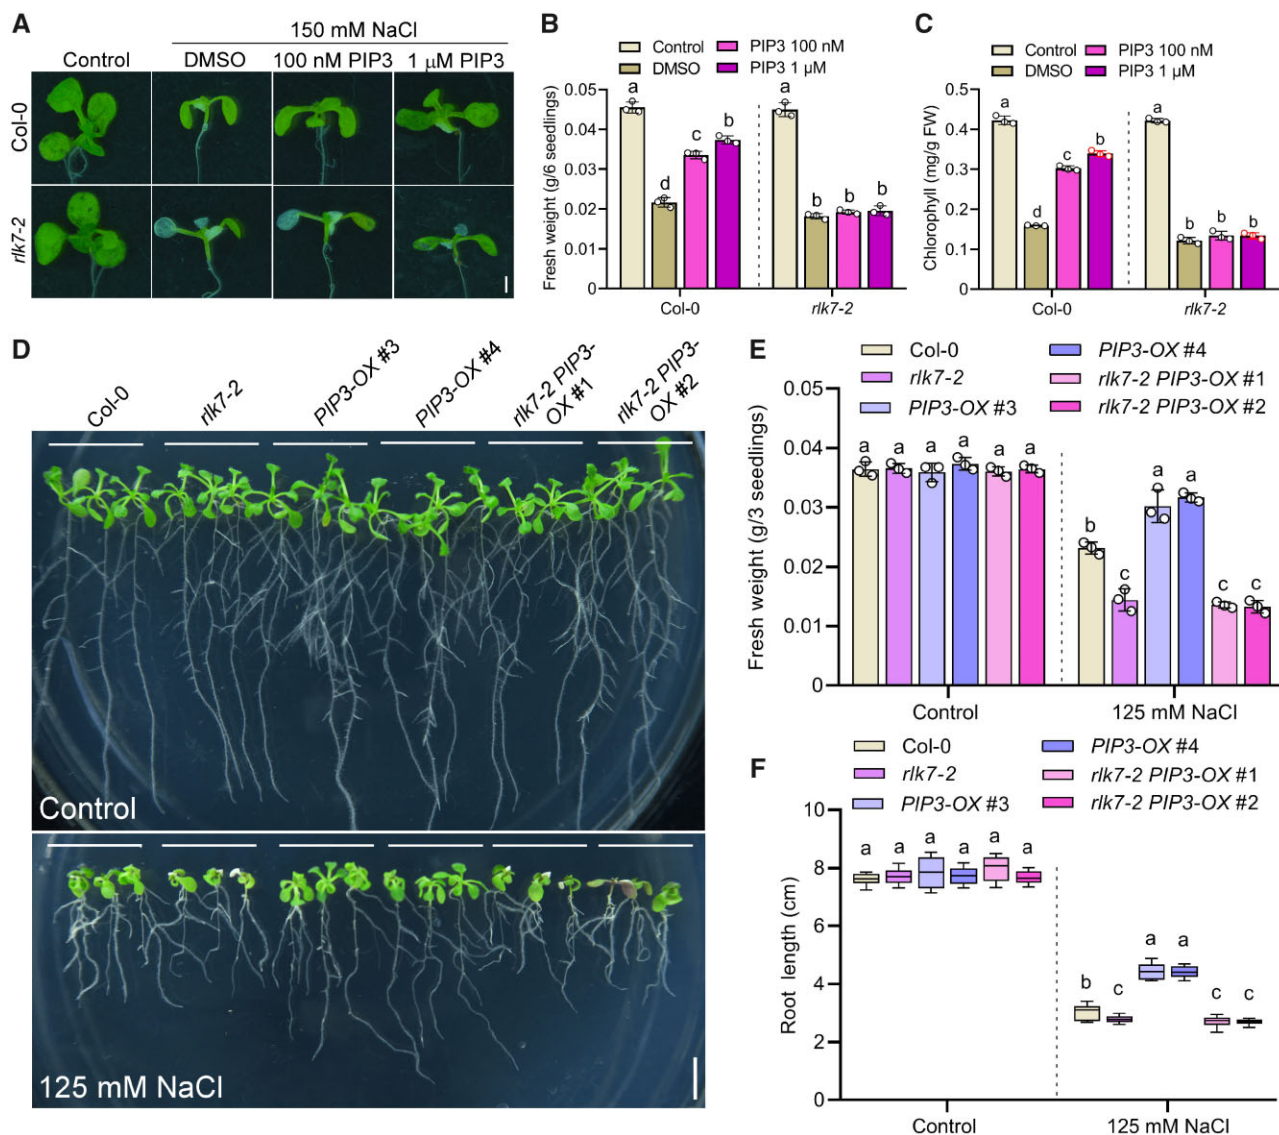 A
150 mM NaCl
Control
DMSO
100 nM PIP3
1 μM PIP3
Col-0
rlk7-2
B
Control
PIP3 100 nM
DMSO
PIP3 1 μM
Fresh weight (g/6 seedlings)
0.05
0.04
0.03
0.02
0.01
0
a
d
c
b
a
b
b
b
Col-0
rlk7-2
C
Control
PIP3 100 nM
DMSO
PIP3 1 μM
Chlorophyll (mg/g FW)
0.5
0.4
0.3
0.2
0.1
0
a
d
c
b
a
b
b
b
Col-0
rlk7-2
D
Col-0
rlk7-2
PIP3-OX #3
PIP3-OX #4
rlk7-2 PIP3-
OX #1
rlk7-2 PIP3-
OX #2
Control
125 mM NaCl
E
Col-0
PIP3-OX #4
rlk7-2
rlk7-2 PIP3-OX #1
PIP3-OX #3
rlk7-2 PIP3-OX #2
Fresh weight (g/3 seedlings)
0.05
0.04
0.03
0.02
0.01
0
a
a
a
a
a
a
b
c
a
a
c
c
Control
125 mM NaCl
F
Col-0
PIP3-OX #4
rlk7-2
rlk7-2 PIP3-OX #1
PIP3-OX #3
rlk7-2 PIP3-OX #2
Root length (cm)
10
8
6
4
2
0
a
a
a
a
a
a
b
c
a
a
c
c
Control
125 mM NaCl